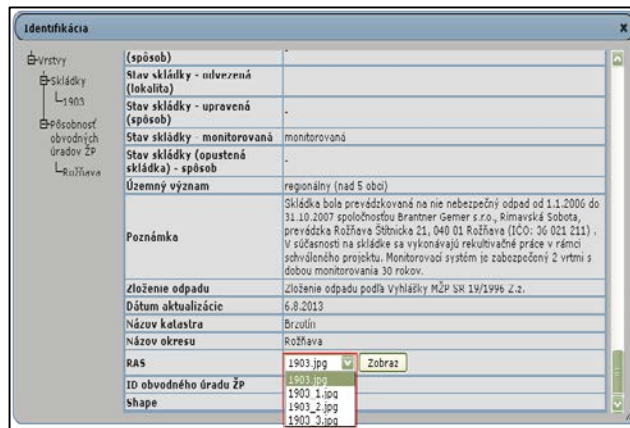 Identifikácia
x
Vrstvy
Skládky
1903
Pôsobnosť
obvodných
úradov ŽP
Rožňava
(spôsob)
-
Stav skládky - odvezená
(lokalita)
Stav skládky - upravená
(spôsob)
-
Stav skládky - monitorovaná
monitorovaná
Stav skládky (opustená
skládka) - spôsob
-
Územný význam
regionálny (nad 5 obcí)
Poznámka
Skládka bola prevádzkovaná na nie nebezpečný odpad od 1.1.2006 do
31.10.2007 spoločnosťou Brantner Gemer s.r.o., Rimavská Sobota,
prevádzka Rožňava Štítnická 21, 040 01 Rožňava (IČO: 36 021 211) .
V súčasnosti na skládke sa vykonávajú rekultivačné práce v rámci
schváleného projektu. Monitorovací systém je zabezpečený 2 vrtmi s
dobou monitorovania 30 rokov.
Zloženie odpadu
Zloženie odpadu podľa Vyhlášky MŽP SR 19/1996 Z.z.
Dátum aktualizácie
6.8.2013
Názov katastra
Brzotín
Názov okresu
Rožňava
RAS
1903.jpg
Zobraz
1903.jpg
1903_1.jpg
1903_2.jpg
1903_3.jpg
ID obvodného úradu ŽP
Shape